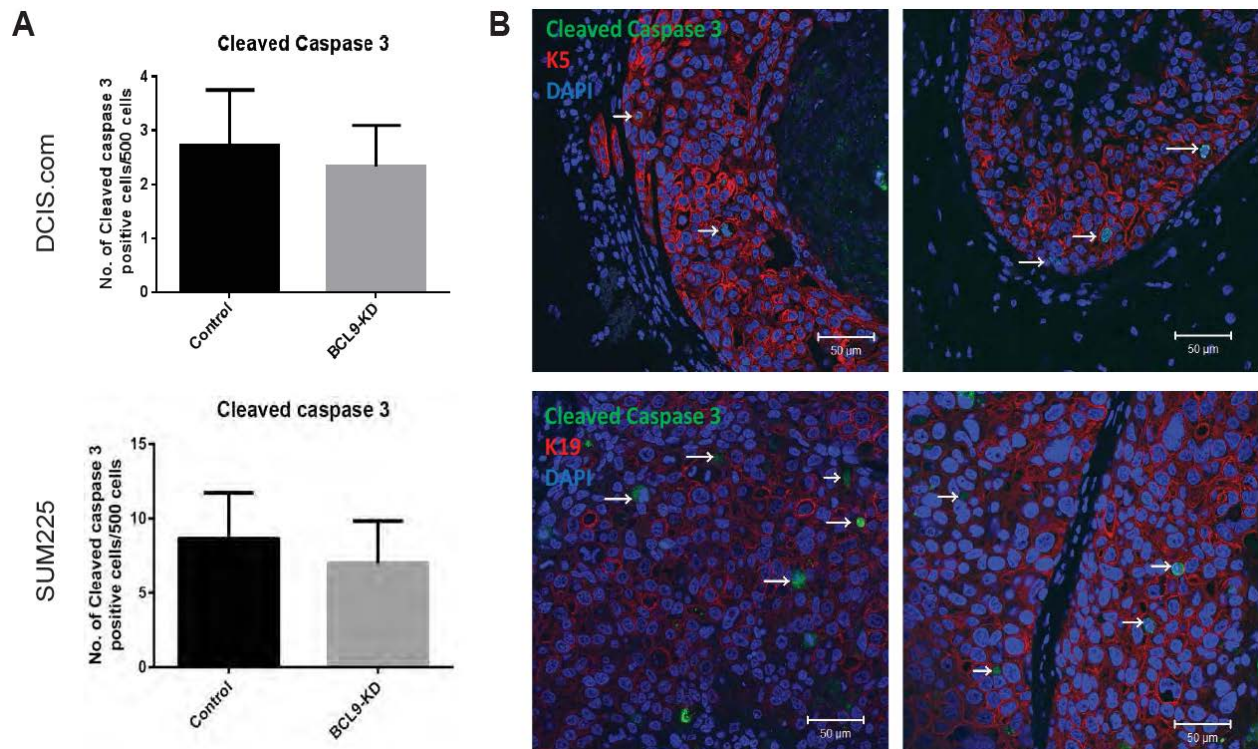 A
Cleaved Caspase 3
DCIS.com
No. of Cleaved caspase 3
positive cells/500 cells
4
3
2
1
0
Control
BCL9-KD
Cleaved caspase 3
SUM225
No. of Cleaved caspase 3
positive cells/500 cells
15
10
5
0
Control
BCL9-KD
B
Cleaved Caspase 3
K5
DAPI
50 µm
50 µm
Cleaved Caspase 3
K19
DAPI
50 µm
50 µm